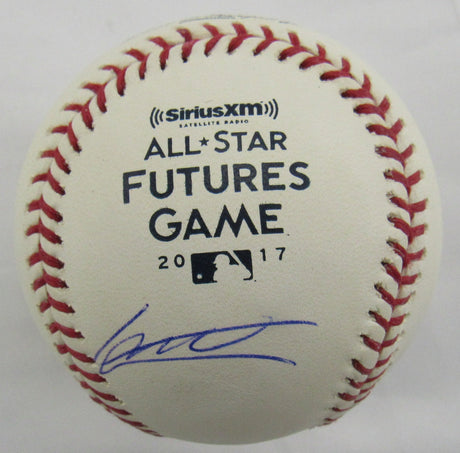 SiriusXM
SATELLITE RADIO
ALL★STAR
FUTURES
GAME
2017